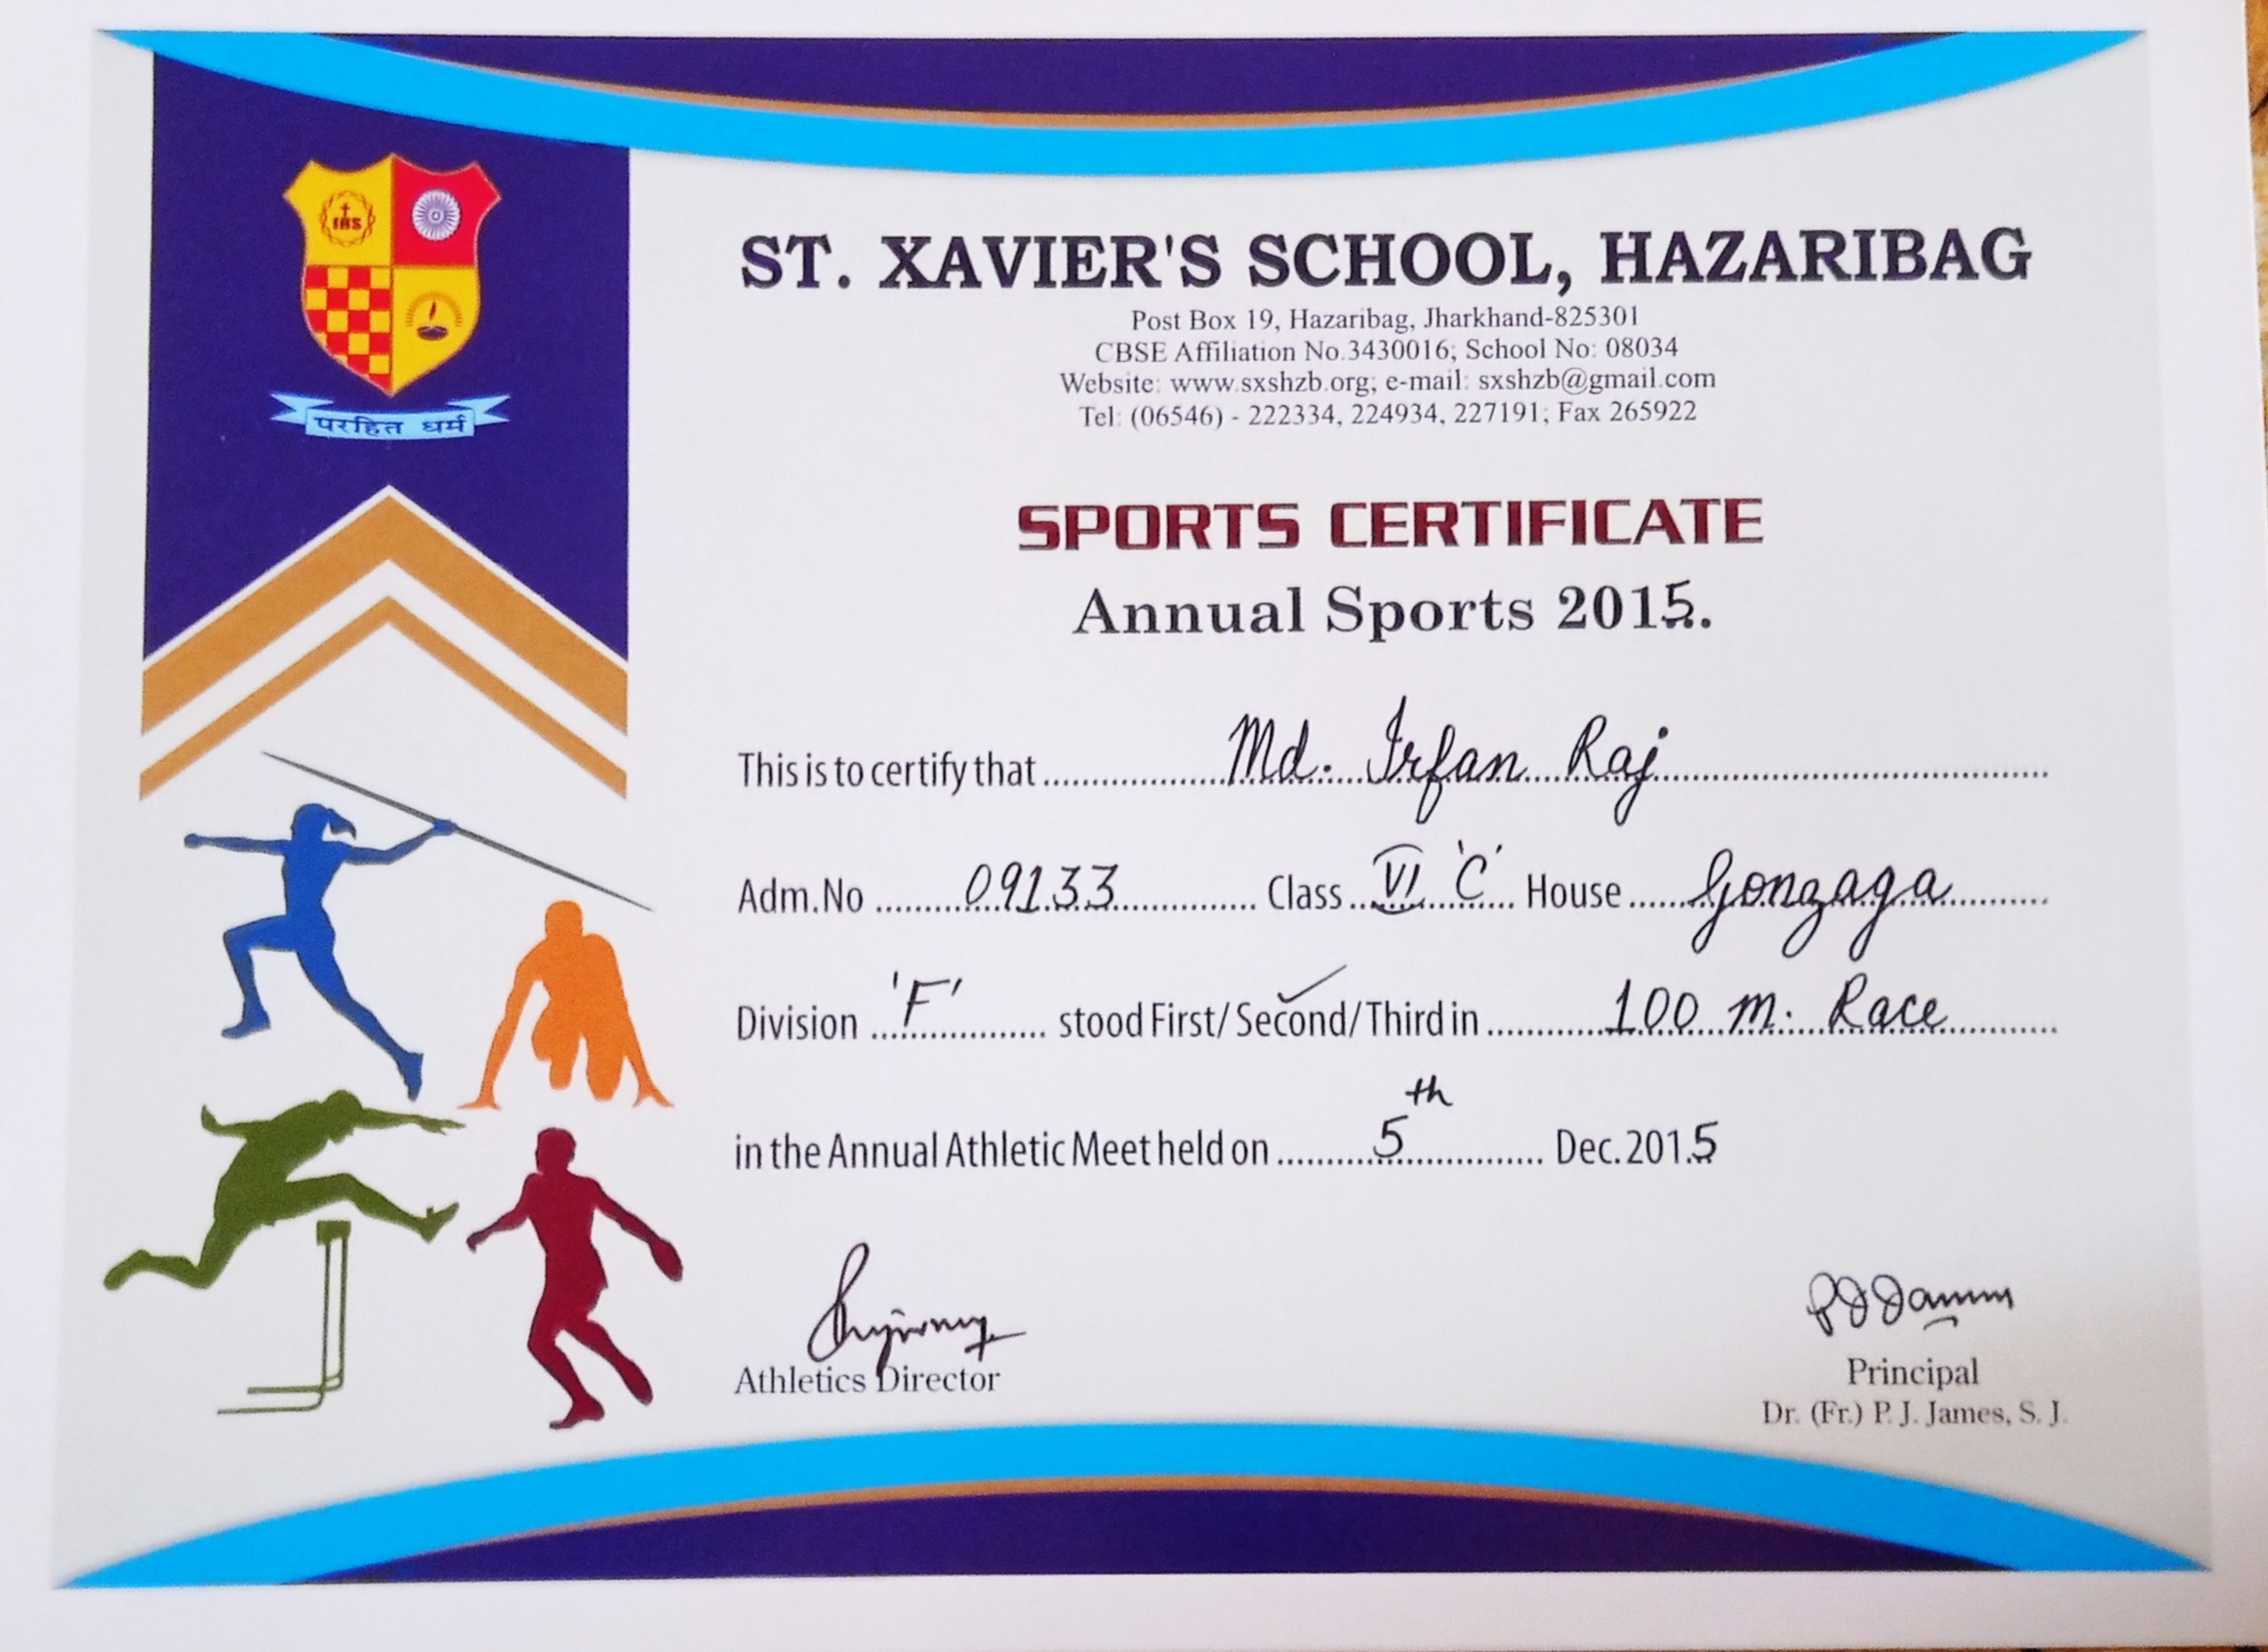 IHS
परहित धर्म
ST. XAVIER'S SCHOOL, HAZARIBAG
Post Box 19, Hazaribag, Jharkhand-825301
CBSE Affiliation No.3430016; School No: 08034
Website: www.sxshzb.org; e-mail: sxshzb@gmail.com
Tel: (06546) - 222334, 224934, 227191; Fax 265922
SPORTS CERTIFICATE
Annual Sports 2015.
This is to certify that Md. Irfan Raj
Adm.No 09133 Class VI 'C' House Gonzaga
Division 'F' stood First/ Second/ Third in 100 m. Race
in the Annual Athletic Meet held on 5th Dec. 2015
Athletics Director
PJJames
Principal
Dr. (Fr.) P. J. James, S. J.